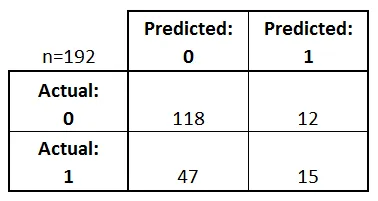 Predicted: Predicted:
n=192 0 1
Actual:
0 118 12
Actual:
1 47 15